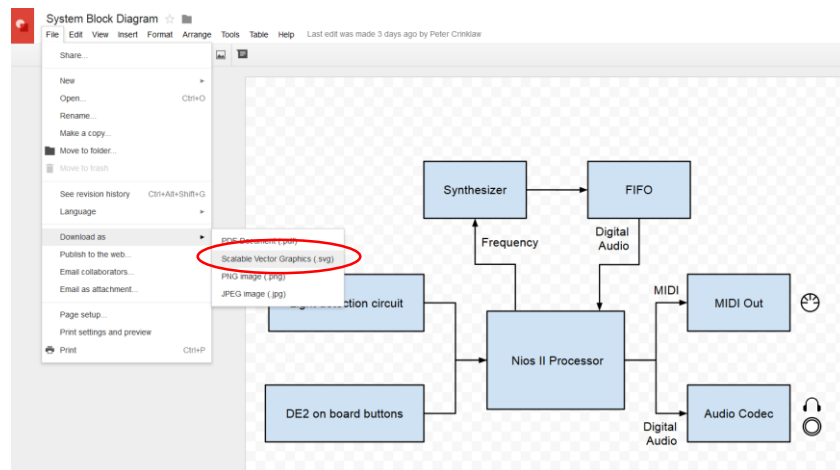 System Block Diagram
File Edit View Insert Format Arrange Tools Table Help Last edit was made 3 days ago by Peter Crinklaw
Share...
New
Open... Ctrl+O
Rename...
Make a copy...
Move to folder...
Move to trash
See revision history Ctrl+Alt+Shift+G
Language
Download as
Publish to the web...
Email collaborators...
Email as attachment...
Page setup...
Print settings and preview
Print Ctrl+P
PDF Document (.pdf)
Scalable Vector Graphics (.svg)
PNG image (.png)
JPEG image (.jpg)
Synthesizer
FIFO
Frequency
Digital
Audio
detection circuit
MIDI
MIDI Out
Nios II Processor
DE2 on board buttons
Digital
Audio
Audio Codec